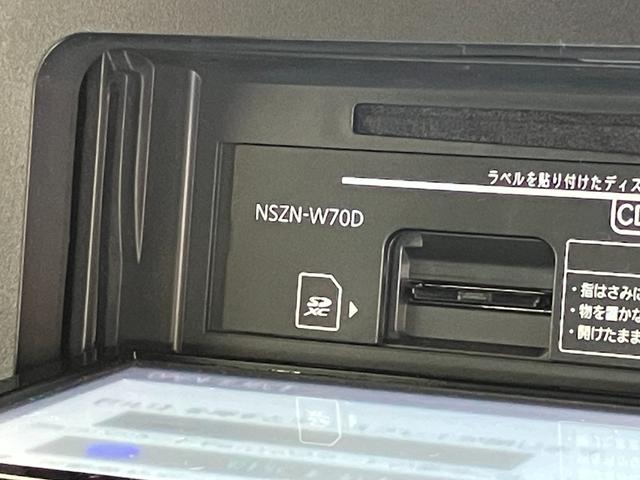 ラベルを貼り付けたディス
NSZN-W70D
CD
SD
XC
・指はさみに
・物を置かな
・開けたまま